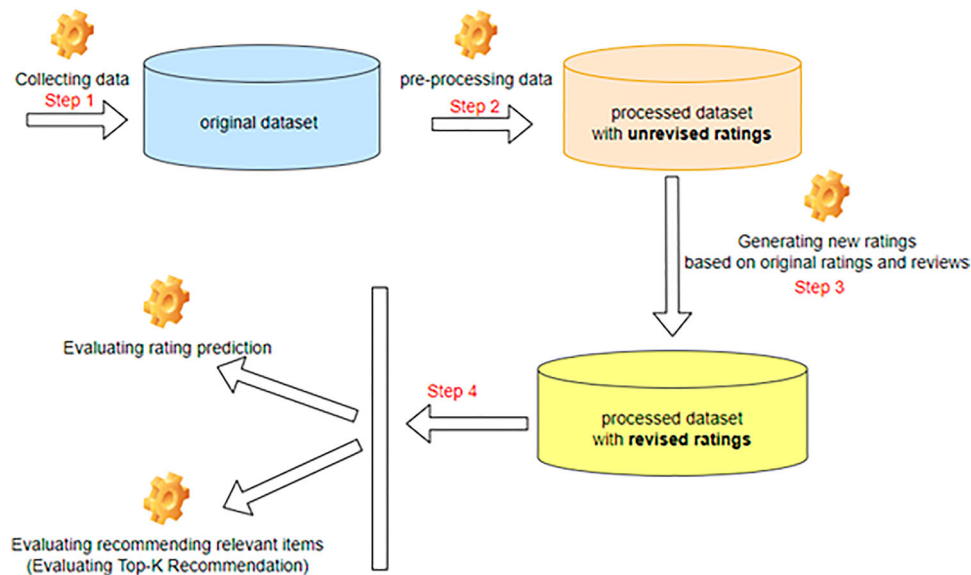 Collecting data
Step 1
original dataset
pre-processing data
Step 2
processed dataset
with unrevised ratings
Generating new ratings
based on original ratings and reviews
Step 3
processed dataset
with revised ratings
Step 4
Evaluating rating prediction
Evaluating recommending relevant items
(Evaluating Top-K Recommendation)